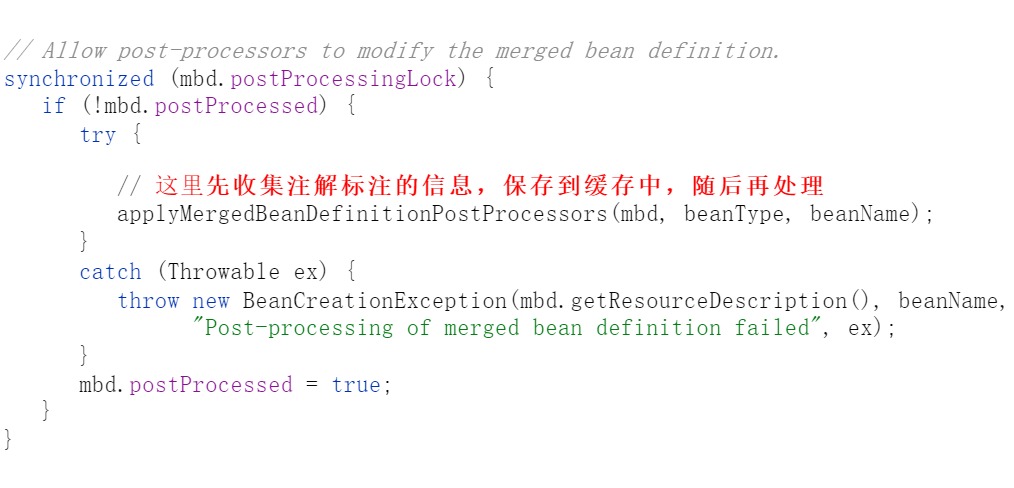 // Allow post-processors to modify the merged bean definition.
synchronized (mbd.postProcessingLock) {
   if (!mbd.postProcessed) {
      try {
         // 这里先收集注解标注的信息，保存到缓存中，随后再处理
         applyMergedBeanDefinitionPostProcessors(mbd, beanType, beanName);
      }
      catch (Throwable ex) {
         throw new BeanCreationException(mbd.getResourceDescription(), beanName,
               "Post-processing of merged bean definition failed", ex);
      }
      mbd.postProcessed = true;
   }
}